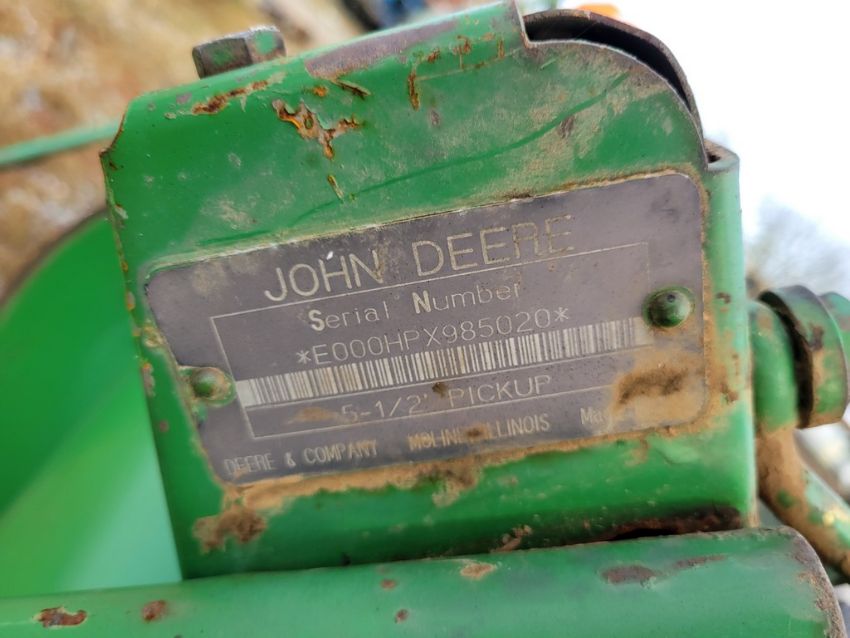 JOHN DEERE
Serial Number
*E000HPX985020*
5-1/2' PICKUP
DEERE & COMPANY MOLINE ILLINOIS